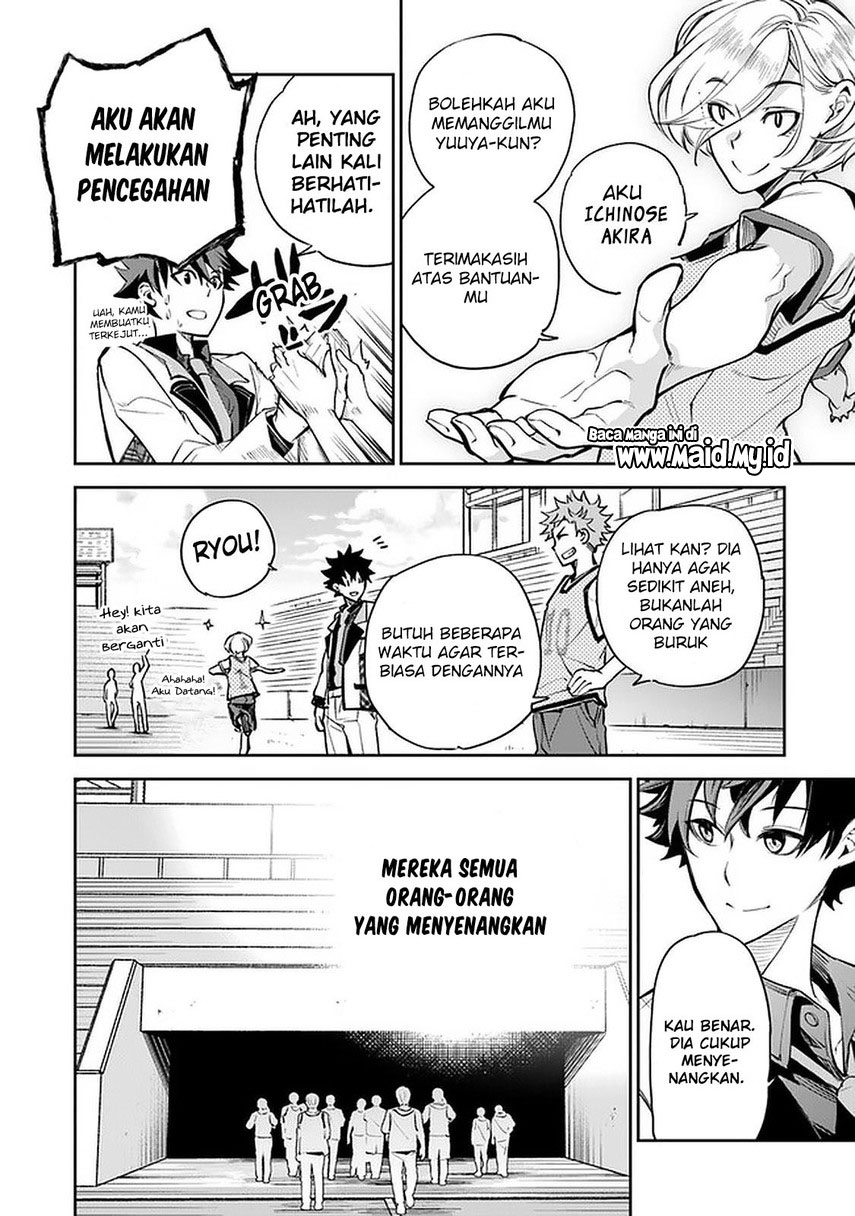 BOLEHKAH AKU
MEMANGGILMU
YUUYA-KUN?
AKU
ICHINOSE
AKIRA
TERIMAKASIH
ATAS BANTUAN-
MU
AH, YANG
PENTING
LAIN KALI
BERHATI-
HATILAH.
AKU AKAN
MELAKUKAN
PENCEGAHAN
GRAB
UAH, KAMU
MEMBUATKU
TERKEJUT...
Baca Manga ini di
www.Maid.My.id
LIHAT KAN? DIA
HANYA AGAK
SEDIKIT ANEH,
BUKANLAH
ORANG YANG
BURUK
BUTUH BEBERAPA
WAKTU AGAR TER-
BIASA DENGANNYA
RYOU!
Hey! kita
akan
berganti
Ahahaha!
Aku Datang!
MEREKA SEMUA
ORANG-ORANG
YANG MENYENANGKAN
KAU BENAR.
DIA CUKUP
MENYE-
NANGKAN.